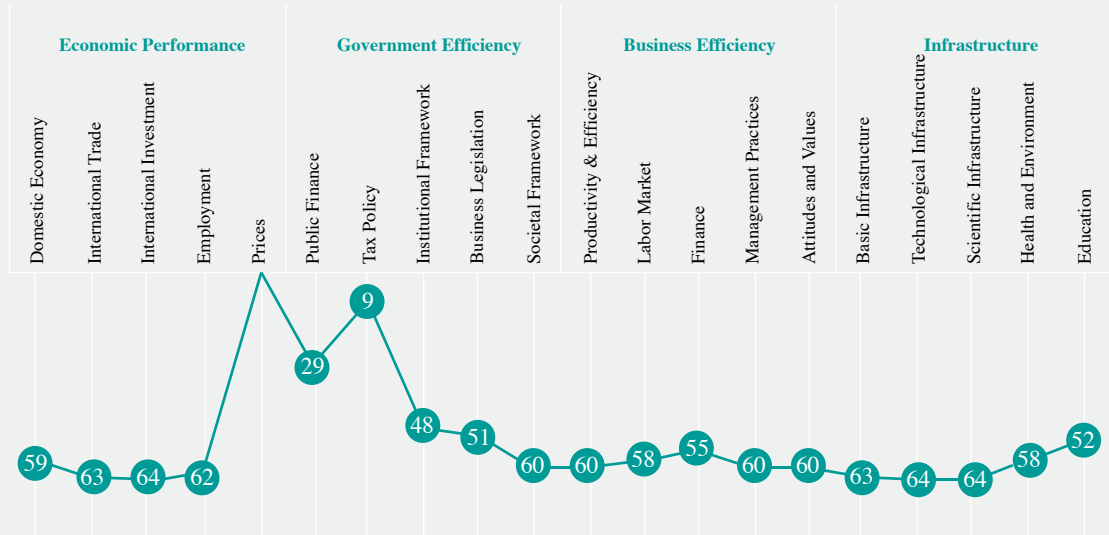 Economic Performance
Government Efficiency
Business Efficiency
Infrastructure
Domestic Economy
International Trade
International Investment
Employment
Prices
Public Finance
Tax Policy
Institutional Framework
Business Legislation
Societal Framework
Productivity & Efficiency
Labor Market
Finance
Management Practices
Attitudes and Values
Basic Infrastructure
Technological Infrastructure
Scientific Infrastructure
Health and Environment
Education
59
63
64
62
29
9
48
51
60
60
58
55
60
60
63
64
64
58
52